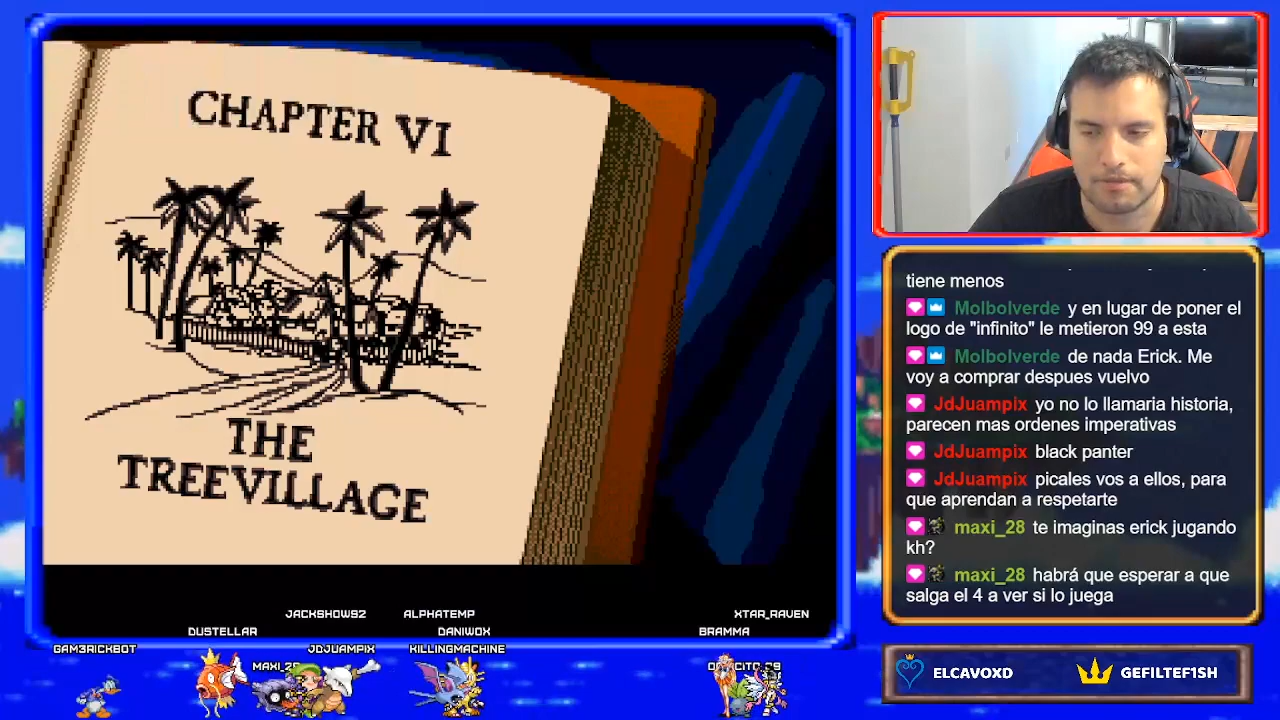 CHAPTER VI
THE
TREEVILLAGE
tiene menos
Molbolverde y en lugar de poner el
logo de "infinito" le metieron 99 a esta
Molbolverde de nada Erick. Me
voy a comprar despues vuelvo
JdJuampix yo no lo llamaria historia,
parecen mas ordenes imperativas
JdJuampix black panter
JdJuampix picales vos a ellos, para
que aprendan a respetarte
maxi_28 te imaginas erick jugando
kh?
maxi_28 habrá que esperar a que
salga el 4 a ver si lo juega
JACKSHOW92 ALPHATEMP XTAR_RAVEN
DUSTELLAR DANIWOX BRAMMA
GAM3RICKBOT JDJUAMPIX KILLINGMACHINE
ELCAVOXD GEFILTEF1SH